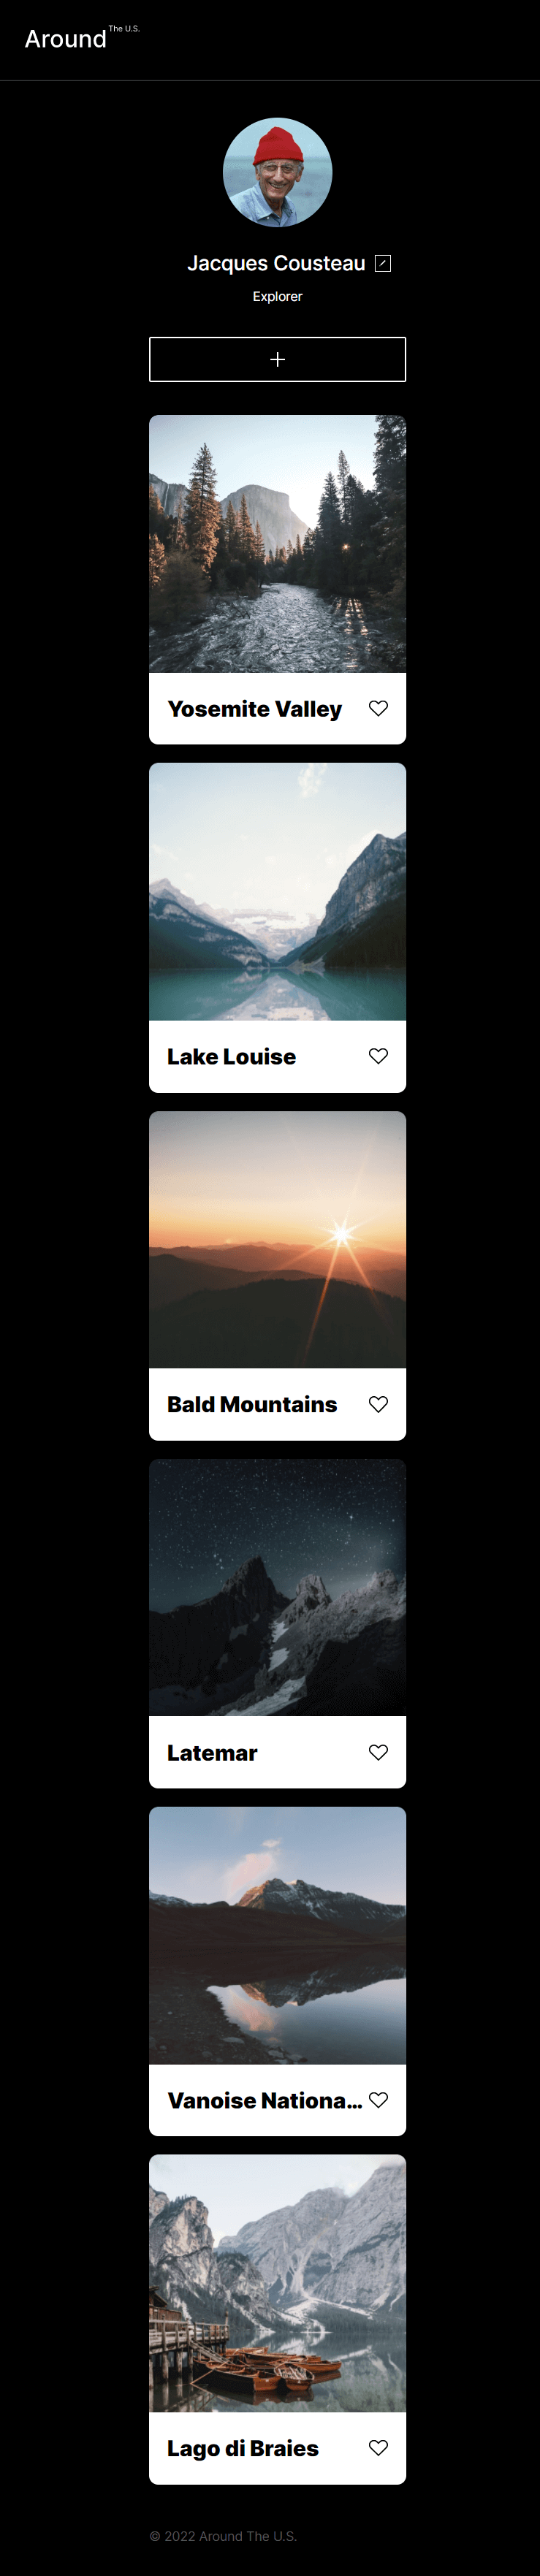 Around The U.S.
Jacques Cousteau
Explorer
Yosemite Valley
Lake Louise
Bald Mountains
Latemar
Vanoise Nationa...
Lago di Braies
© 2022 Around The U.S.